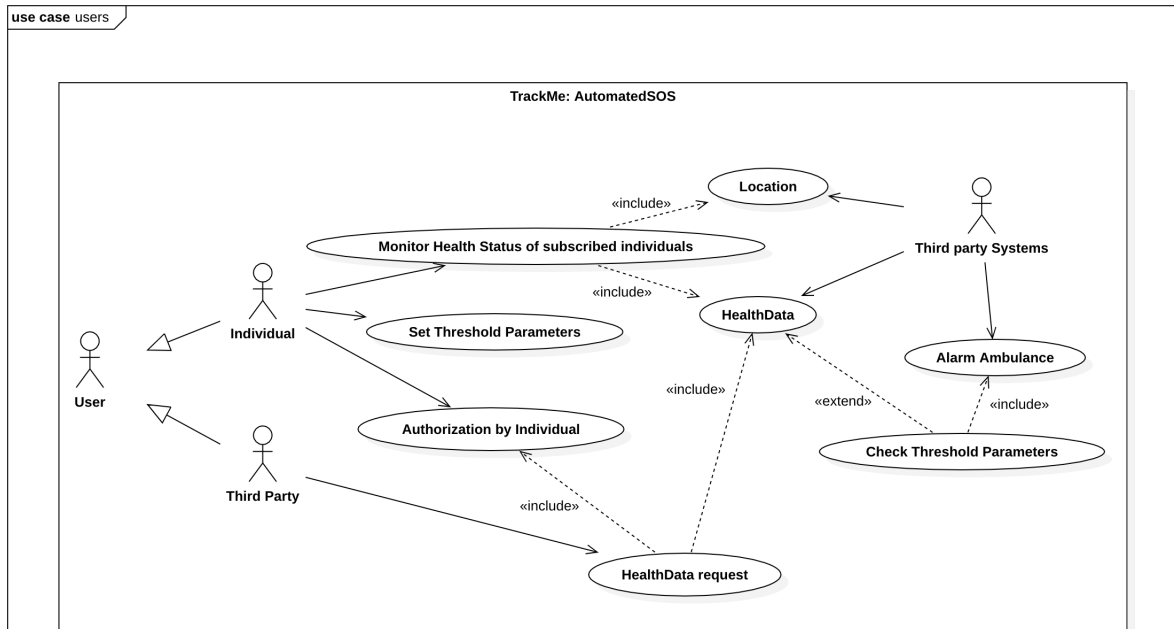 use case users
TrackMe: AutomatedSOS
Location
«include»
Monitor Health Status of subscribed individuals
Third party Systems
«include»
HealthData
Individual
Set Threshold Parameters
Alarm Ambulance
User
«include»
«extend»
«include»
Authorization by Individual
Check Threshold Parameters
Third Party
«include»
HealthData request